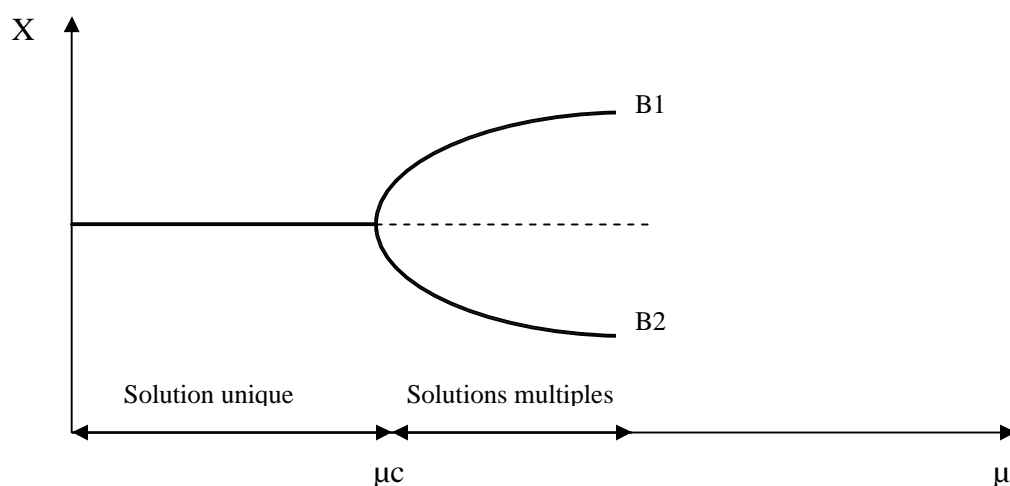 X
B1
B2
Solution unique Solutions multiples
μc μ